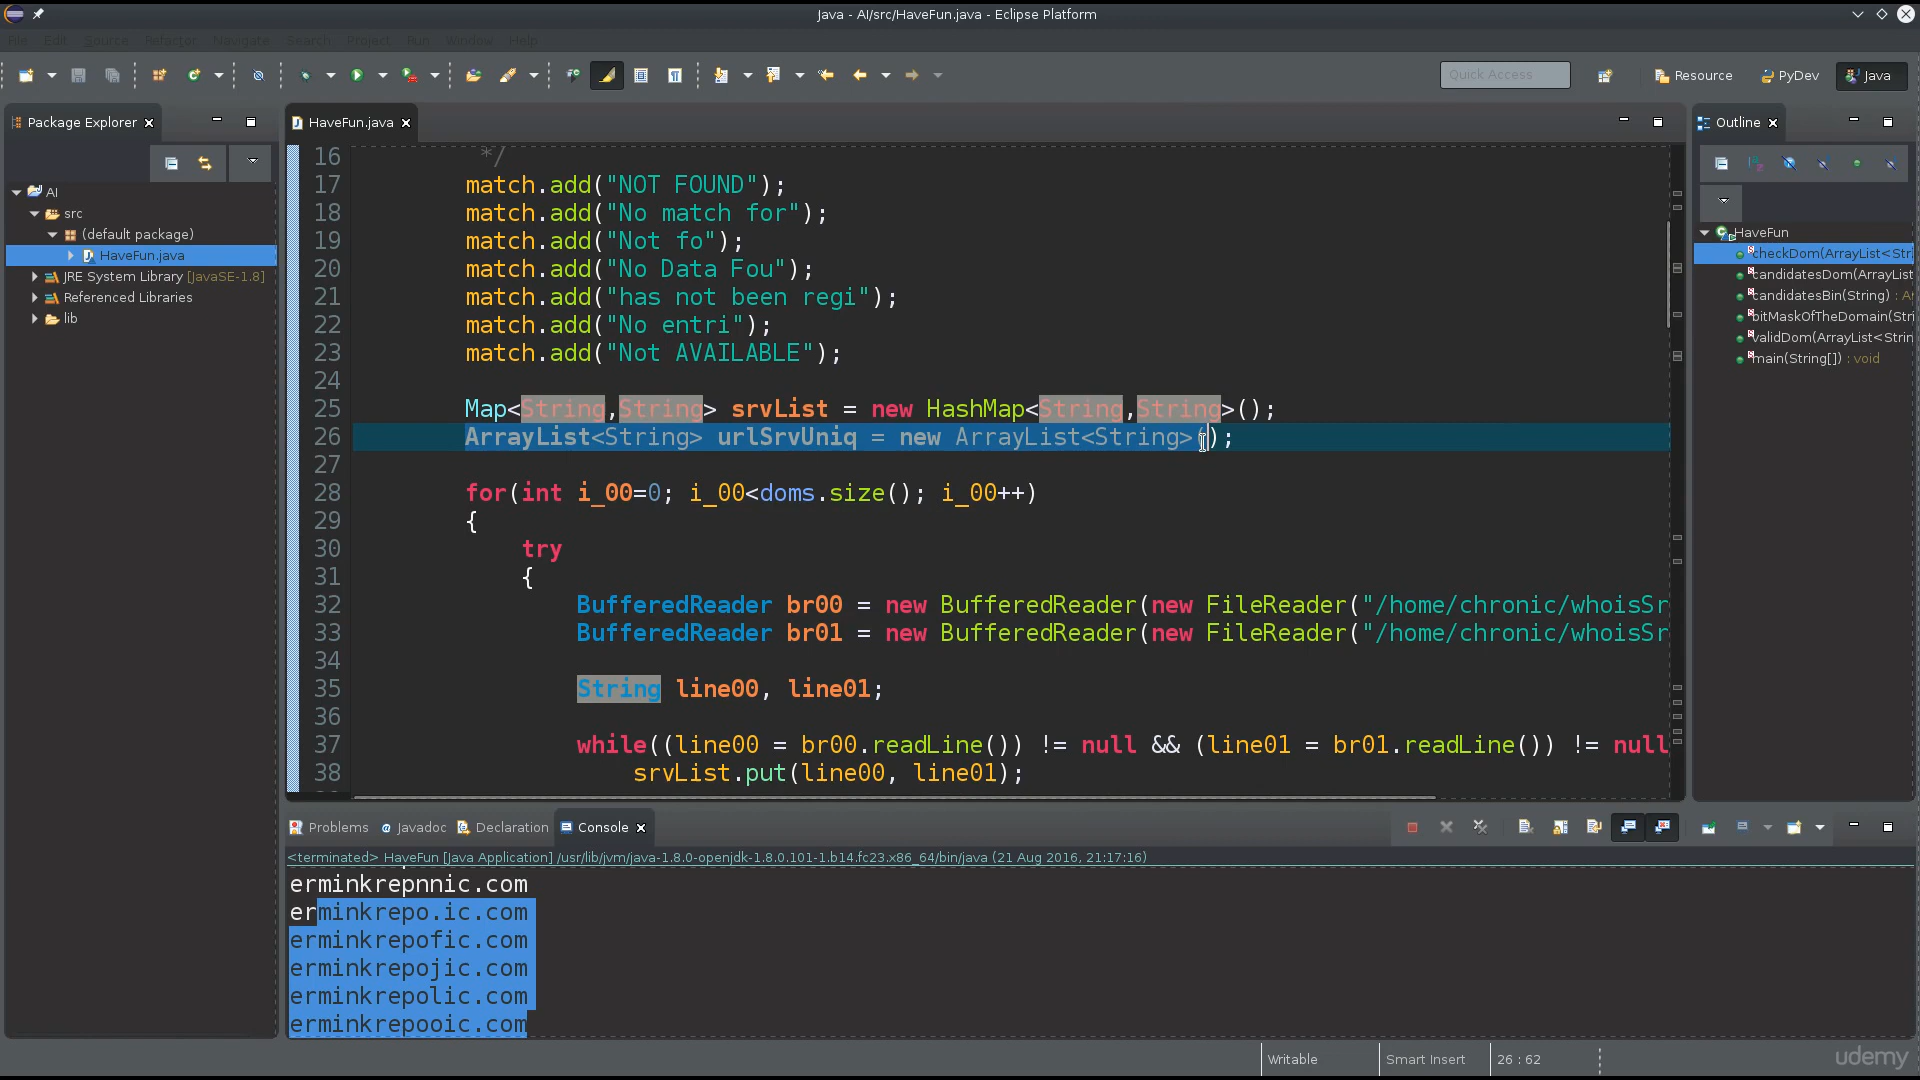 Java - AI/src/HaveFun.java - Eclipse Platform
File Edit Source Refactor Navigate Search Project Run Window Help
Quick Access
Resource
PyDev
Java
Package Explorer
HaveFun.java
Outline
AI
src
(default package)
HaveFun.java
JRE System Library [JavaSE-1.8]
Referenced Libraries
lib
16 */
17 match.add("NOT FOUND");
18 match.add("No match for");
19 match.add("Not fo");
20 match.add("No Data Fou");
21 match.add("has not been regi");
22 match.add("No entri");
23 match.add("Not AVAILABLE");
24
25 Map<String,String> srvList = new HashMap<String,String>();
26 ArrayList<String> urlSrvUniq = new ArrayList<String>();
27
28 for(int i_00=0; i_00<doms.size(); i_00++)
29 {
30 try
31 {
32 BufferedReader br00 = new BufferedReader(new FileReader("/home/chronic/whoisSr
33 BufferedReader br01 = new BufferedReader(new FileReader("/home/chronic/whoisSr
34
35 String line00, line01;
36
37 while((line00 = br00.readLine()) != null && (line01 = br01.readLine()) != null
38 srvList.put(line00, line01);
HaveFun
checkDom(ArrayList<Stri
candidatesDom(ArrayList
candidatesBin(String) : A
bitMaskOfTheDomain(Stri
validDom(ArrayList<Strin
main(String[]) : void
Problems
Javadoc
Declaration
Console
<terminated> HaveFun [Java Application] /usr/lib/jvm/java-1.8.0-openjdk-1.8.0.101-1.b14.fc23.x86_64/bin/java (21 Aug 2016, 21:17:16)
erminkrepnnic.com
erminkrepo.ic.com
erminkrepofic.com
erminkrepojic.com
erminkrepolic.com
erminkrepooic.com
Writable
Smart Insert
26 : 62
udemy